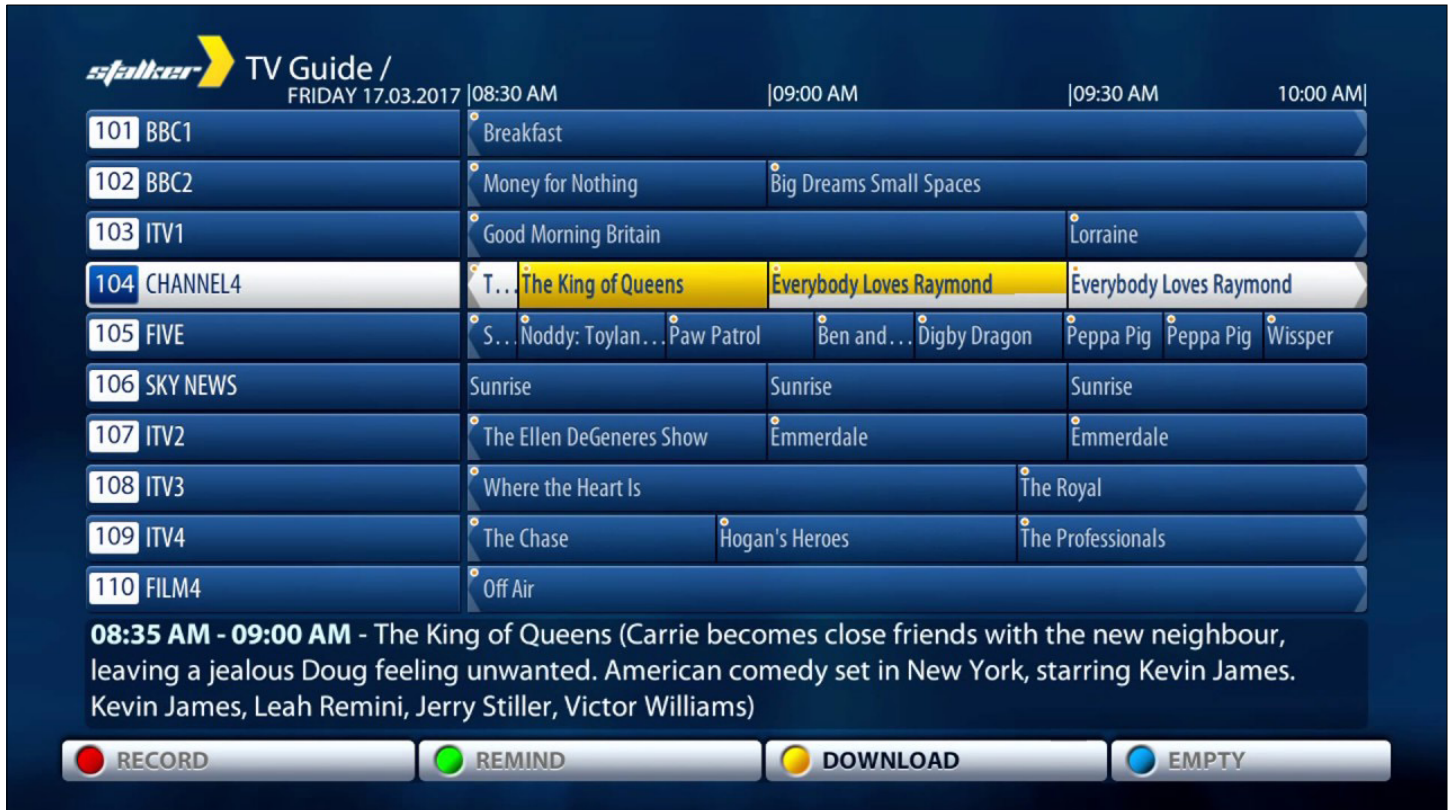 stalker TV Guide /
FRIDAY 17.03.2017 |08:30 AM |09:00 AM |09:30 AM 10:00 AM|
101 BBC1 Breakfast
102 BBC2 Money for Nothing Big Dreams Small Spaces
103 ITV1 Good Morning Britain Lorraine
104 CHANNEL4 T... The King of Queens Everybody Loves Raymond Everybody Loves Raymond
105 FIVE S... Noddy: Toylan... Paw Patrol Ben and... Digby Dragon Peppa Pig Peppa Pig Wissper
106 SKY NEWS Sunrise Sunrise Sunrise
107 ITV2 The Ellen DeGeneres Show Emmerdale Emmerdale
108 ITV3 Where the Heart Is The Royal
109 ITV4 The Chase Hogan's Heroes The Professionals
110 FILM4 Off Air
08:35 AM - 09:00 AM - The King of Queens (Carrie becomes close friends with the new neighbour,
leaving a jealous Doug feeling unwanted. American comedy set in New York, starring Kevin James.
Kevin James, Leah Remini, Jerry Stiller, Victor Williams)
RECORD REMIND DOWNLOAD EMPTY